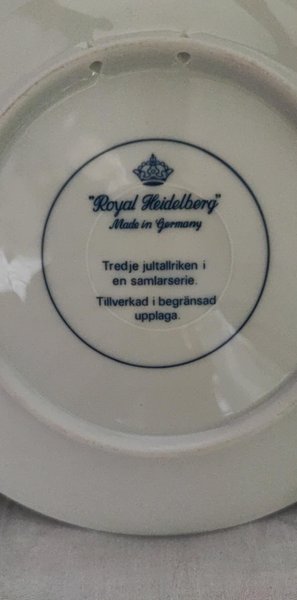 "Royal Heidelberg"
Made in Germany
Tredje jultallriken i
en samlarserie.
Tillverkad i begränsad
upplaga.